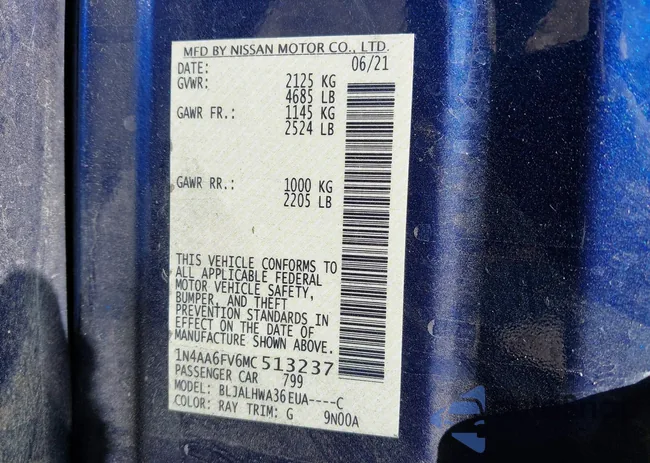 MFD BY NISSAN MOTOR CO., LTD.
DATE: 06/21
GVWR: 2125 KG
4685 LB
GAWR FR.: 1145 KG
2524 LB
GAWR RR.: 1000 KG
2205 LB
THIS VEHICLE CONFORMS TO
ALL APPLICABLE FEDERAL
MOTOR VEHICLE SAFETY,
BUMPER, AND THEFT
PREVENTION STANDARDS IN
EFFECT ON THE DATE OF
MANUFACTURE SHOWN ABOVE.
1N4AA6FV6MC513237
PASSENGER CAR 799
MODEL: BLJALHWA36EUA----C
COLOR: RAY TRIM: G 9N00A